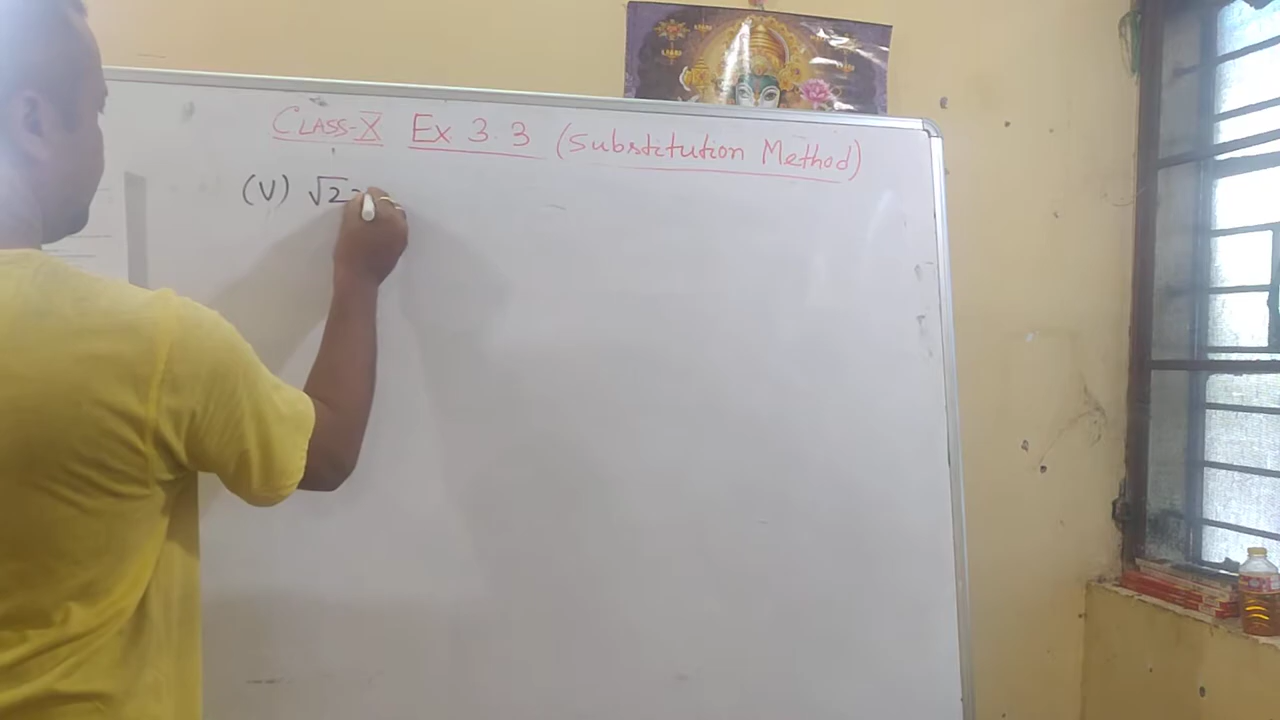 CLASS-X Ex 3.3 (Substitution Method)
(V) √2